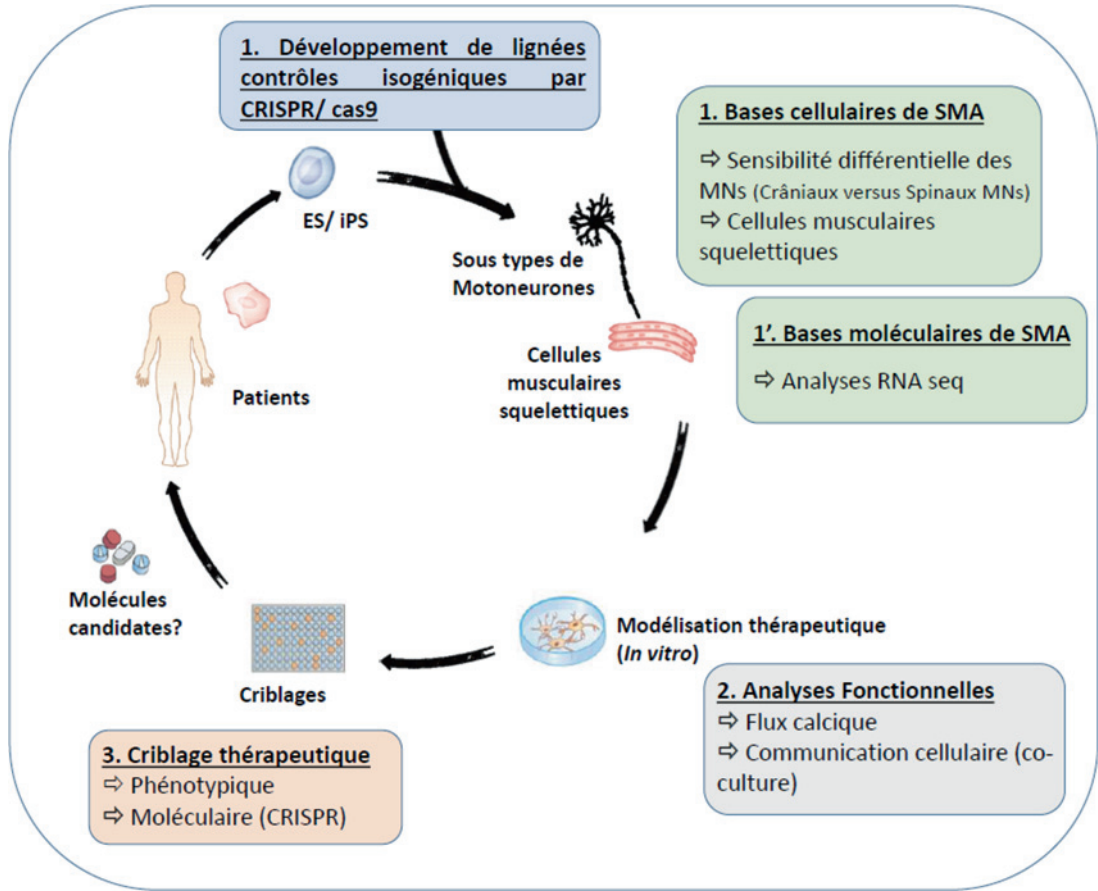 1. Développement de lignées
contrôles isogéniques par
CRISPR/ cas9
1. Bases cellulaires de SMA
⇨ Sensibilité différentielle des
MNs (Crâniaux versus Spinaux MNs)
⇨ Cellules musculaires
squelettiques
ES/ iPS
Sous types de
Motoneurones
1’. Bases moléculaires de SMA
⇨ Analyses RNA seq
Cellules
musculaires
squelettiques
Patients
Molécules
candidates?
Criblages
Modélisation thérapeutique
(In vitro)
2. Analyses Fonctionnelles
⇨ Flux calcique
⇨ Communication cellulaire (co-
culture)
3. Criblage thérapeutique
⇨ Phénotypique
⇨ Moléculaire (CRISPR)